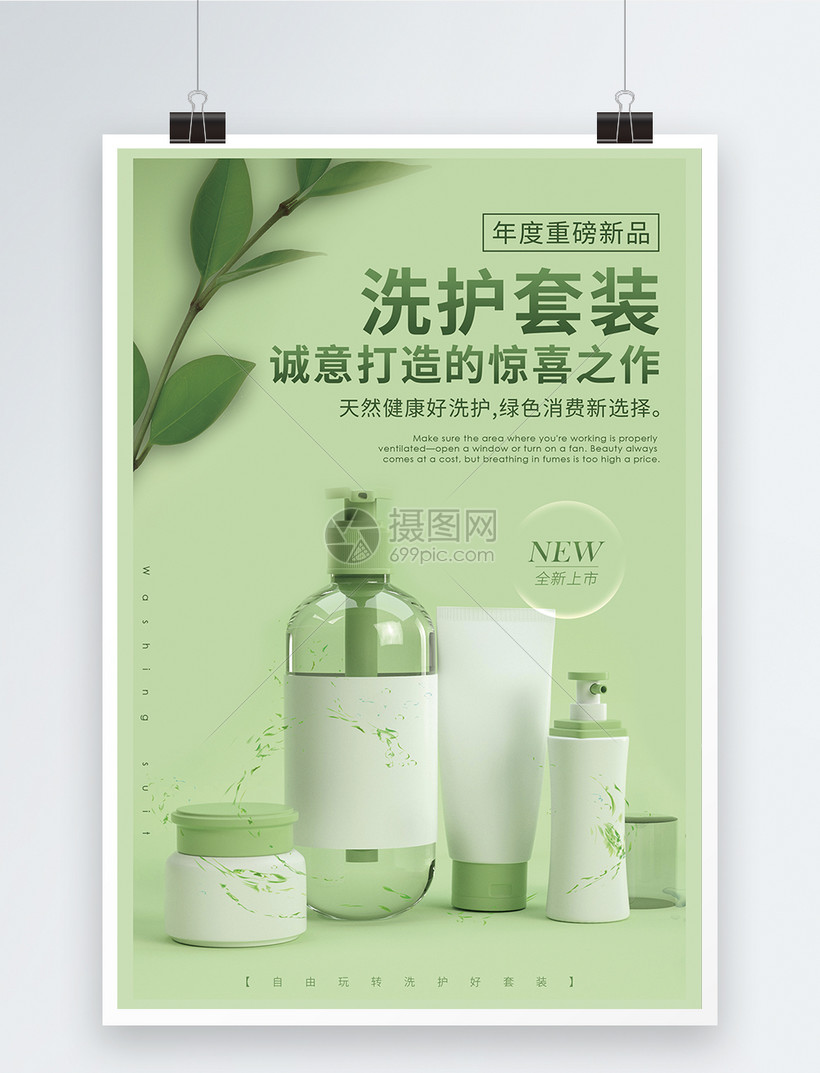 年度重磅新品
洗护套装
诚意打造的惊喜之作
天然健康好洗护,绿色消费新选择。
Make sure the area where you're working is properly
ventilated—open a window or turn on a fan. Beauty always
comes at a cost, but breathing in fumes is too high a price.
摄图网
699pic.com
NEW
全新上市
washing suit
【自由玩转洗护好套装】